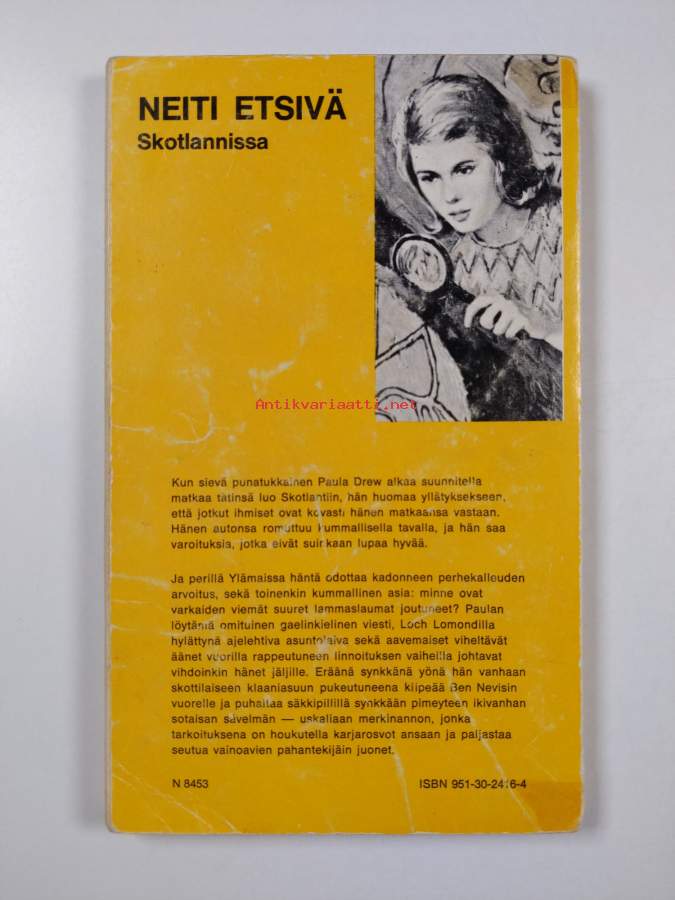 NEITI ETSIVÄ
Skotlannissa
Antikvariaatti.net
Kun sievä punatukkainen Paula Drew alkaa suunnitella
matkaa tätinsä luo Skotlantiin, hän huomaa yllätyksekseen,
että jotkut ihmiset ovat kovasti hänen matkaansa vastaan.
Hänen autonsa romuttuu kummallisella tavalla, ja hän saa
varoituksia, jotka eivät suinkaan lupaa hyvää.
Ja perillä Ylämaissa häntä odottaa kadonneen perhekalleuden
arvoitus, sekä toinenkin kummallinen asia: minne ovat
varkaiden viemät suuret lammaslaumat joutuneet? Paulan
löytämä omituinen gaelinkielinen viesti, Loch Lomondilla
hylättynä ajelehtiva asuntolaiva sekä aavemaiset viheltävät
äänet vuorilla rappeutuneen linnoituksen vaiheilla johtavat
vihdoinkin hänet jäljille. Eräänä synkkänä yönä hän vanhaan
skottilaiseen klaaniasuun pukeutuneena kiipeää Ben Nevisin
vuorelle ja puhaltaa säkkipillillä synkkään pimeyteen ikivanhan
sotaisan sävelmän — uskaliaan merkinannon, jonka
tarkoituksena on houkutella karjarosvot ansaan ja paljastaa
seutua vainoavien pahantekijäin juonet.
N 8453
ISBN 951-30-2416-4